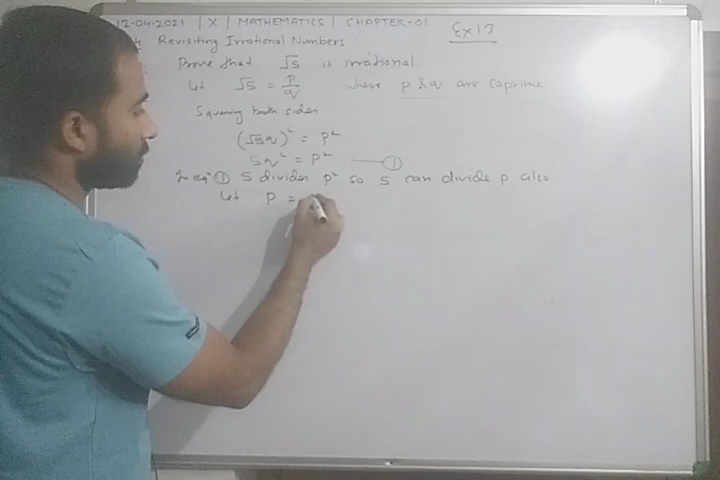 12-04-2021 | X | MATHEMATICS | CHAPTER-01
Ex 1.3
Revisiting Irrational Numbers
Prove that √5 is irrational.
Let √5 = p/q where p & q are coprime
Squaring both sides
(√5q)² = p²
5q² = p² ——①
In eqⁿ ① 5 divides p² so 5 can divide p also
Let p =